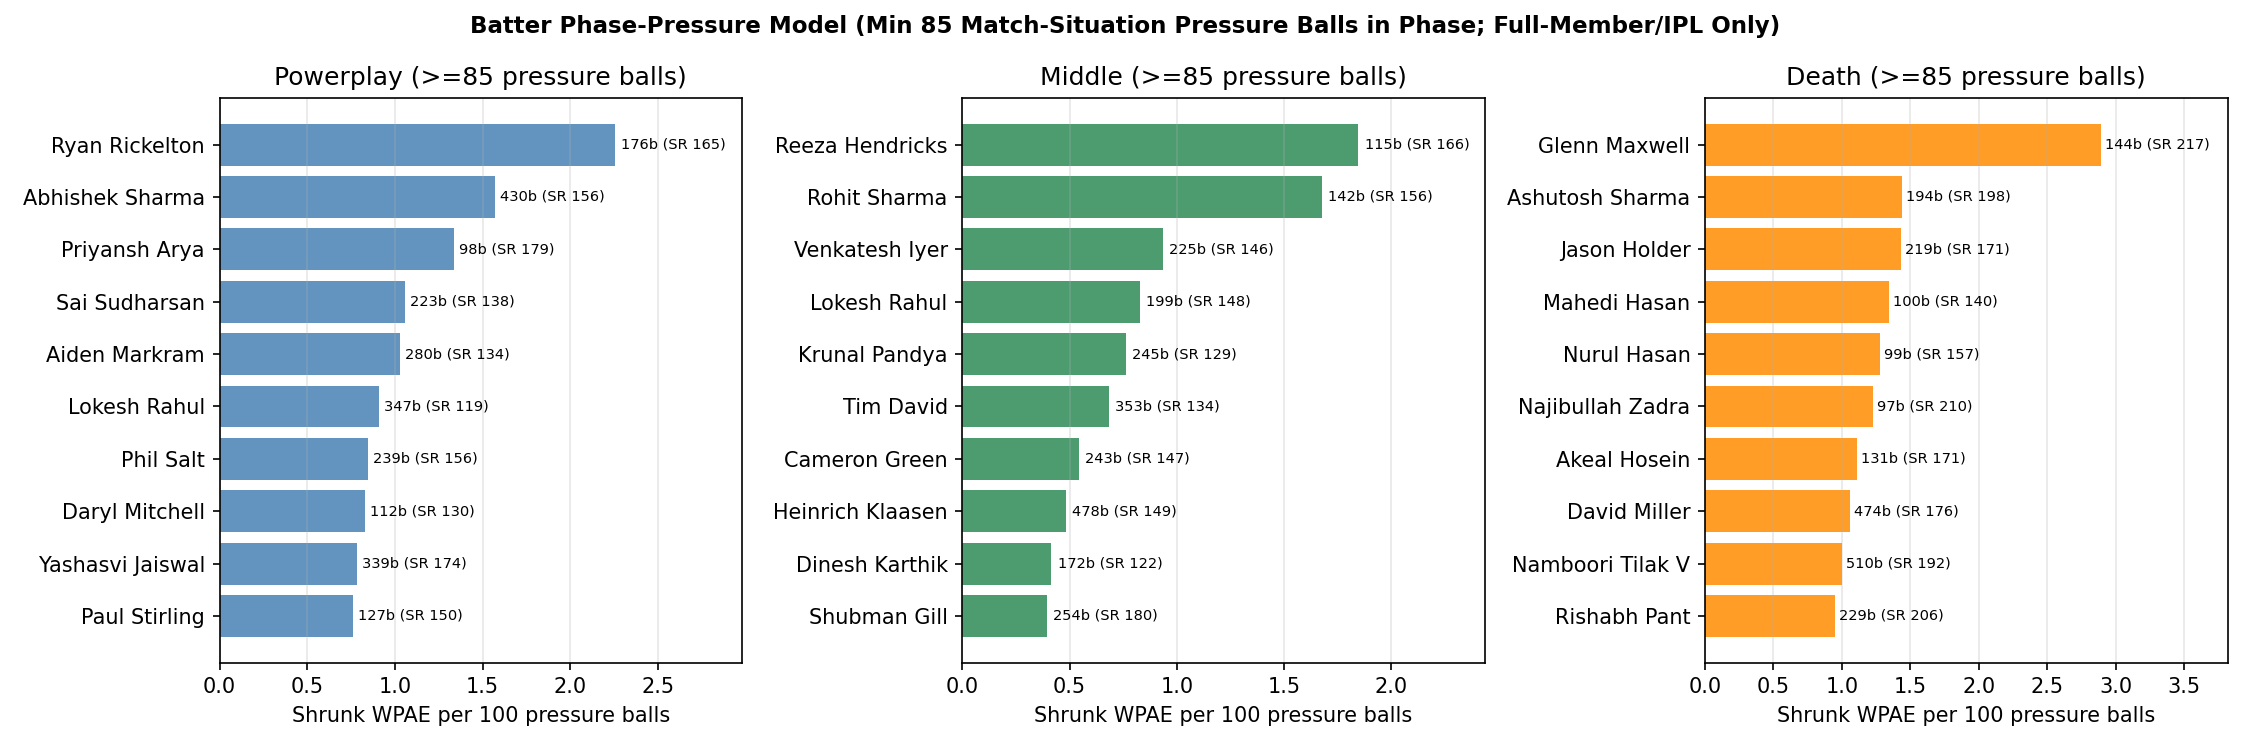 Batter Phase-Pressure Model (Min 85 Match-Situation Pressure Balls in Phase; Full-Member/IPL Only)
Powerplay (>=85 pressure balls)
Ryan Rickelton 176b (SR 165)
Abhishek Sharma 430b (SR 156)
Priyansh Arya 98b (SR 179)
Sai Sudharsan 223b (SR 138)
Aiden Markram 280b (SR 134)
Lokesh Rahul 347b (SR 119)
Phil Salt 239b (SR 156)
Daryl Mitchell 112b (SR 130)
Yashasvi Jaiswal 339b (SR 174)
Paul Stirling 127b (SR 150)
0.0 0.5 1.0 1.5 2.0 2.5
Shrunk WPAE per 100 pressure balls
Middle (>=85 pressure balls)
Reeza Hendricks 115b (SR 166)
Rohit Sharma 142b (SR 156)
Venkatesh Iyer 225b (SR 146)
Lokesh Rahul 199b (SR 148)
Krunal Pandya 245b (SR 129)
Tim David 353b (SR 134)
Cameron Green 243b (SR 147)
Heinrich Klaasen 478b (SR 149)
Dinesh Karthik 172b (SR 122)
Shubman Gill 254b (SR 180)
0.0 0.5 1.0 1.5 2.0
Shrunk WPAE per 100 pressure balls
Death (>=85 pressure balls)
Glenn Maxwell 144b (SR 217)
Ashutosh Sharma 194b (SR 198)
Jason Holder 219b (SR 171)
Mahedi Hasan 100b (SR 140)
Nurul Hasan 99b (SR 157)
Najibullah Zadra 97b (SR 210)
Akeal Hosein 131b (SR 171)
David Miller 474b (SR 176)
Namboori Tilak V 510b (SR 192)
Rishabh Pant 229b (SR 206)
0.0 0.5 1.0 1.5 2.0 2.5 3.0 3.5
Shrunk WPAE per 100 pressure balls